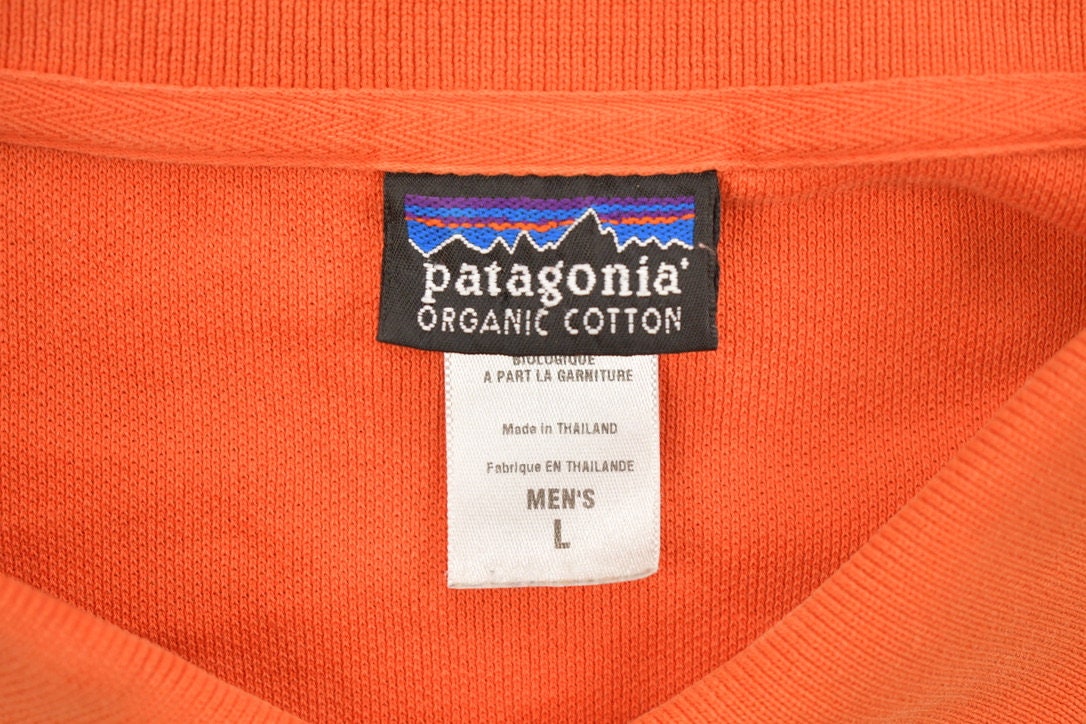 patagonia®
ORGANIC COTTON
BIOLOGIQUE
A PART LA GARNITURE
Made in THAILAND
Fabrique EN THAILANDE
MEN'S
L